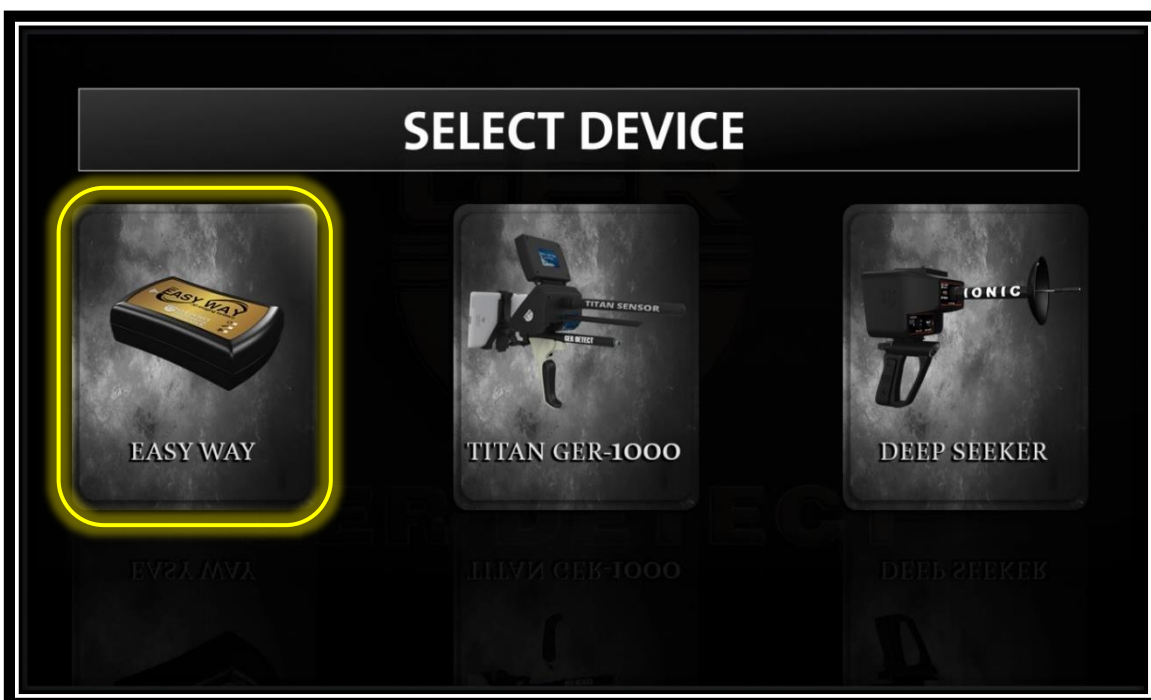 SELECT DEVICE
EASY WAY
EASY WAY
TITAN SENSOR
GER DETECT
TITAN GER-1000
IONIC
DEEP SEEKER